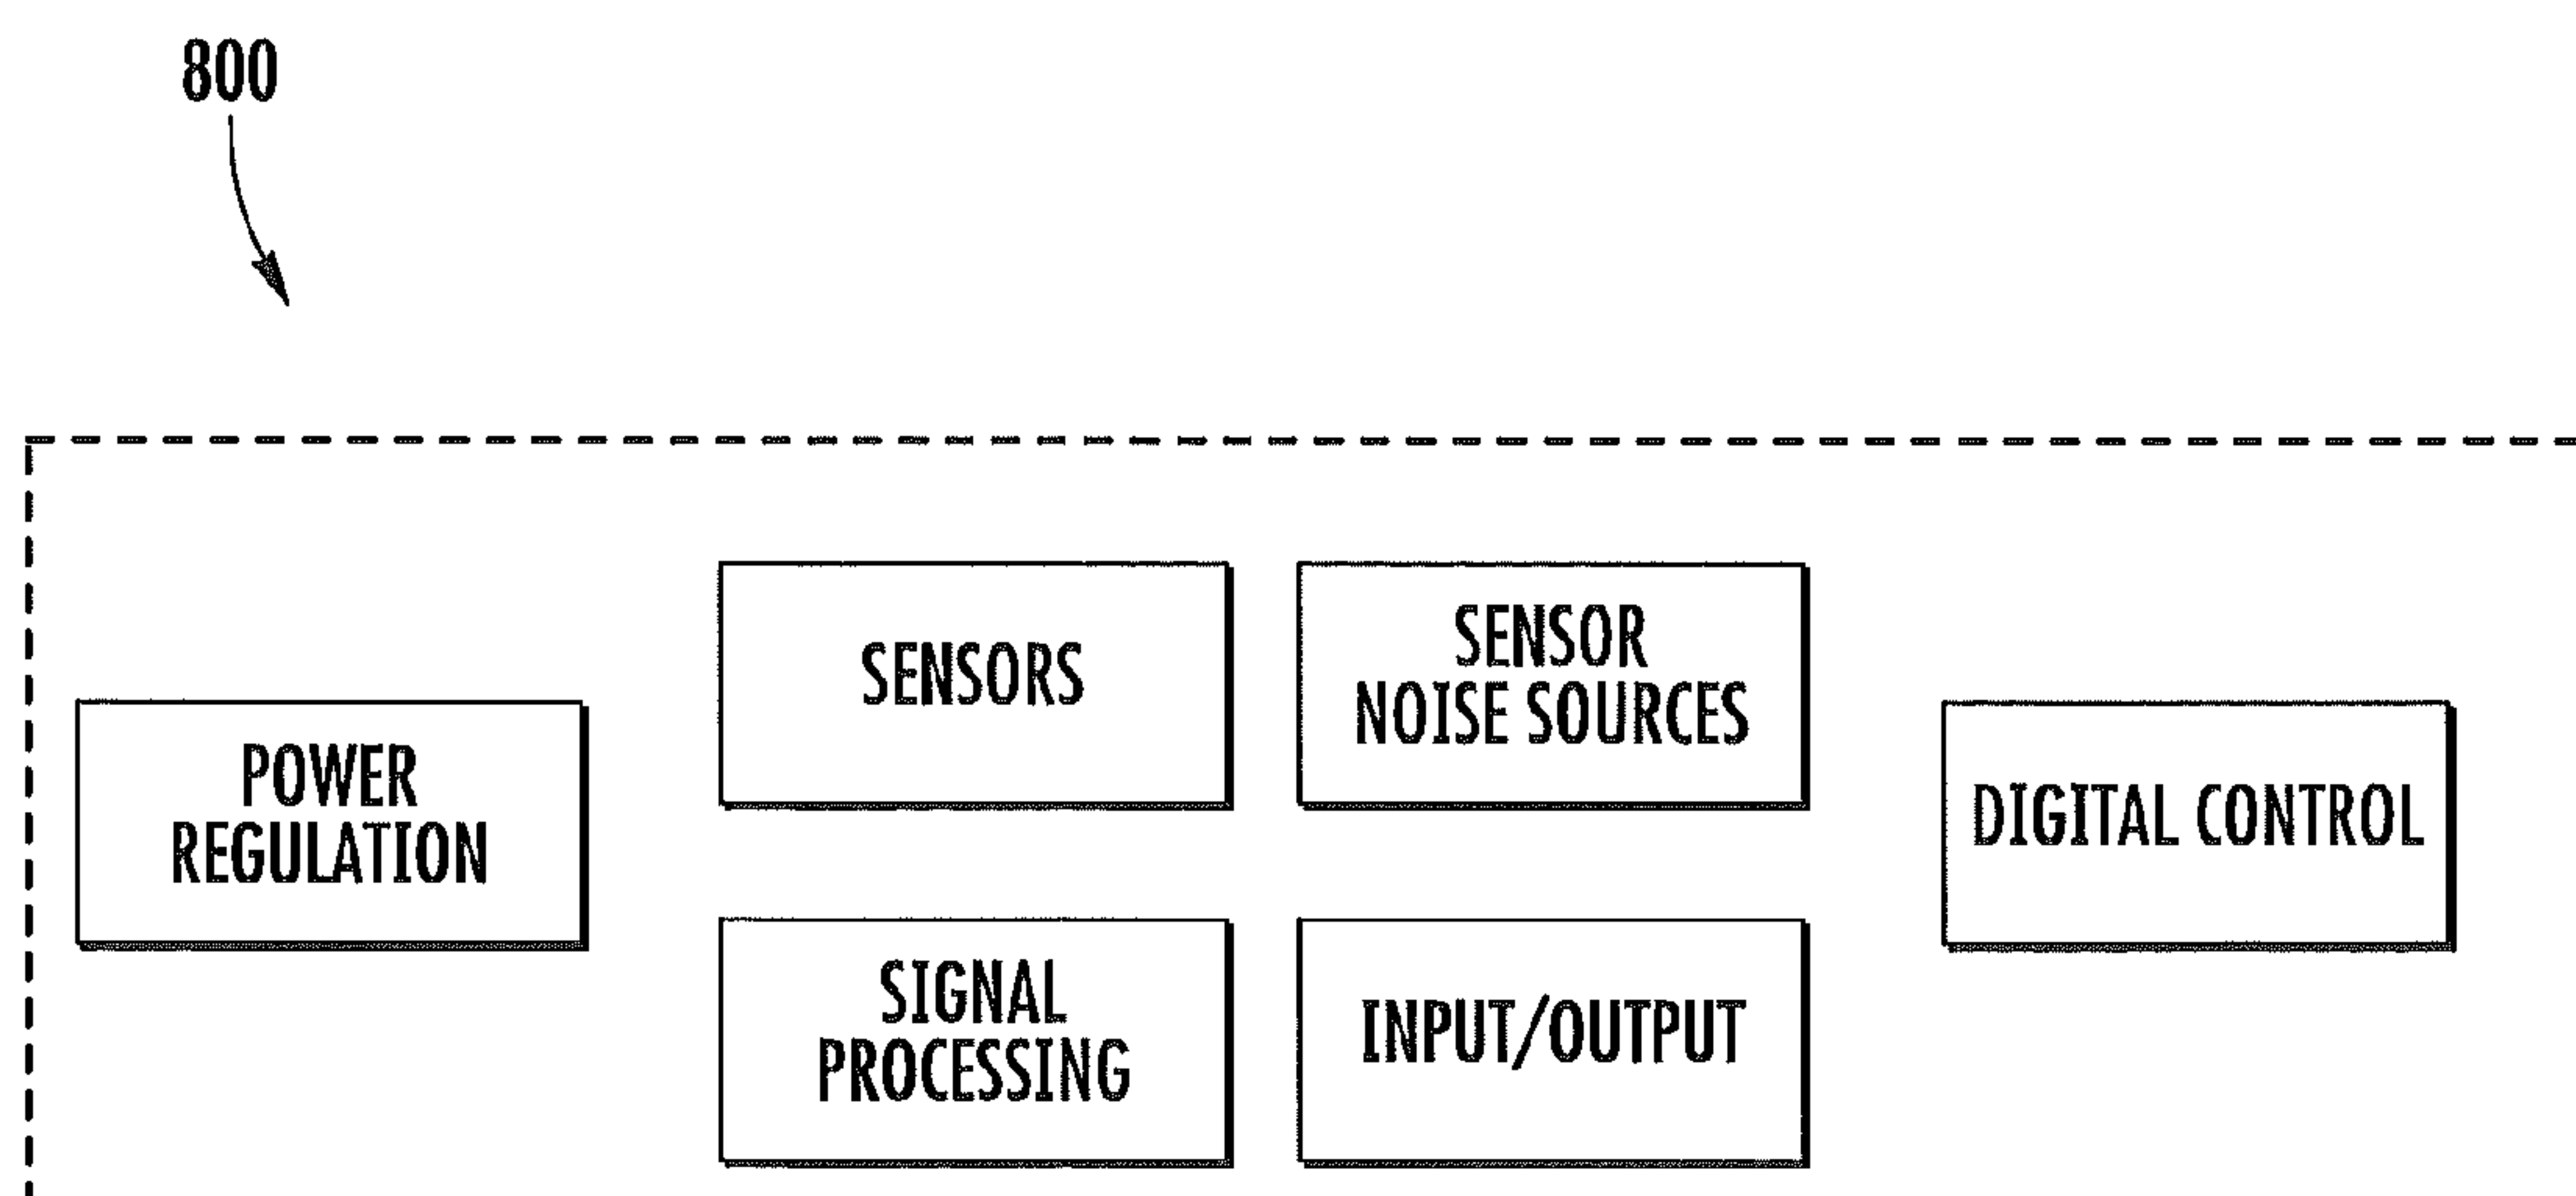 800
SENSORS
SENSOR
NOISE SOURCES
POWER
REGULATION
DIGITAL CONTROL
SIGNAL
PROCESSING
INPUT/OUTPUT